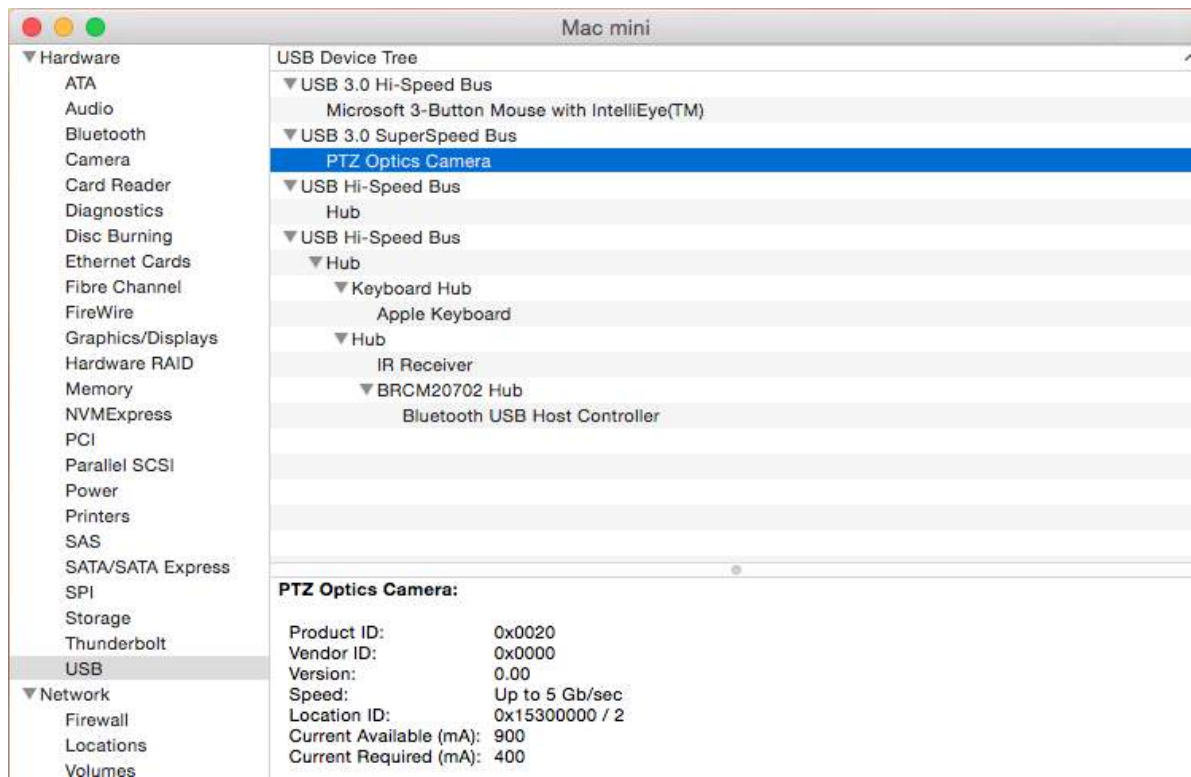 Mac mini
Hardware
ATA
Audio
Bluetooth
Camera
Card Reader
Diagnostics
Disc Burning
Ethernet Cards
Fibre Channel
FireWire
Graphics/Displays
Hardware RAID
Memory
NVMExpress
PCI
Parallel SCSI
Power
Printers
SAS
SATA/SATA Express
SPI
Storage
Thunderbolt
USB
Network
Firewall
Locations
Volumes
USB Device Tree
USB 3.0 Hi-Speed Bus
Microsoft 3-Button Mouse with IntelliEye(TM)
USB 3.0 SuperSpeed Bus
PTZ Optics Camera
USB Hi-Speed Bus
Hub
USB Hi-Speed Bus
Hub
Keyboard Hub
Apple Keyboard
Hub
IR Receiver
BRCM20702 Hub
Bluetooth USB Host Controller
PTZ Optics Camera:
Product ID: 0x0020
Vendor ID: 0x0000
Version: 0.00
Speed: Up to 5 Gb/sec
Location ID: 0x15300000 / 2
Current Available (mA): 900
Current Required (mA): 400